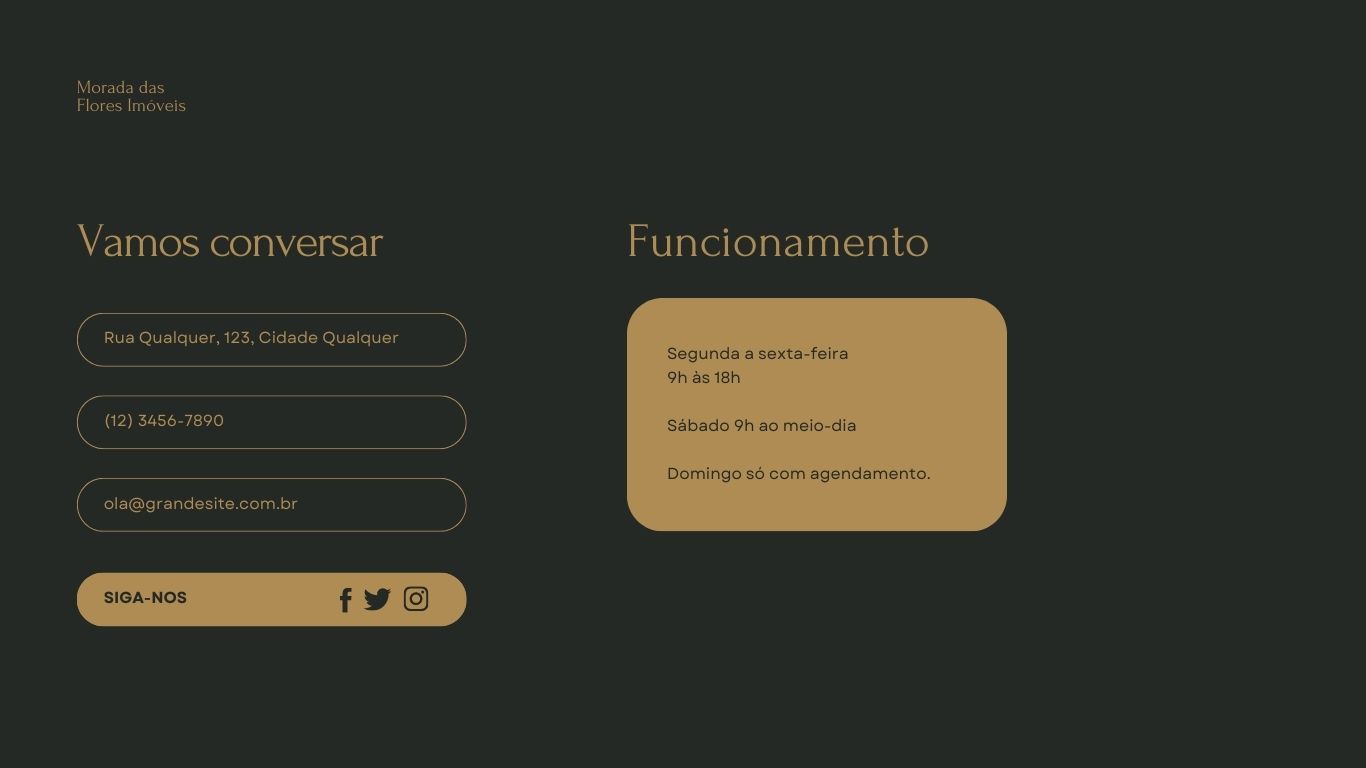 Morada das
Flores Imóveis
Vamos conversar
Rua Qualquer, 123, Cidade Qualquer
(12) 3456-7890
ola@grandesite.com.br
SIGA-NOS
Funcionamento
Segunda a sexta-feira
9h às 18h
Sábado 9h ao meio-dia
Domingo só com agendamento.